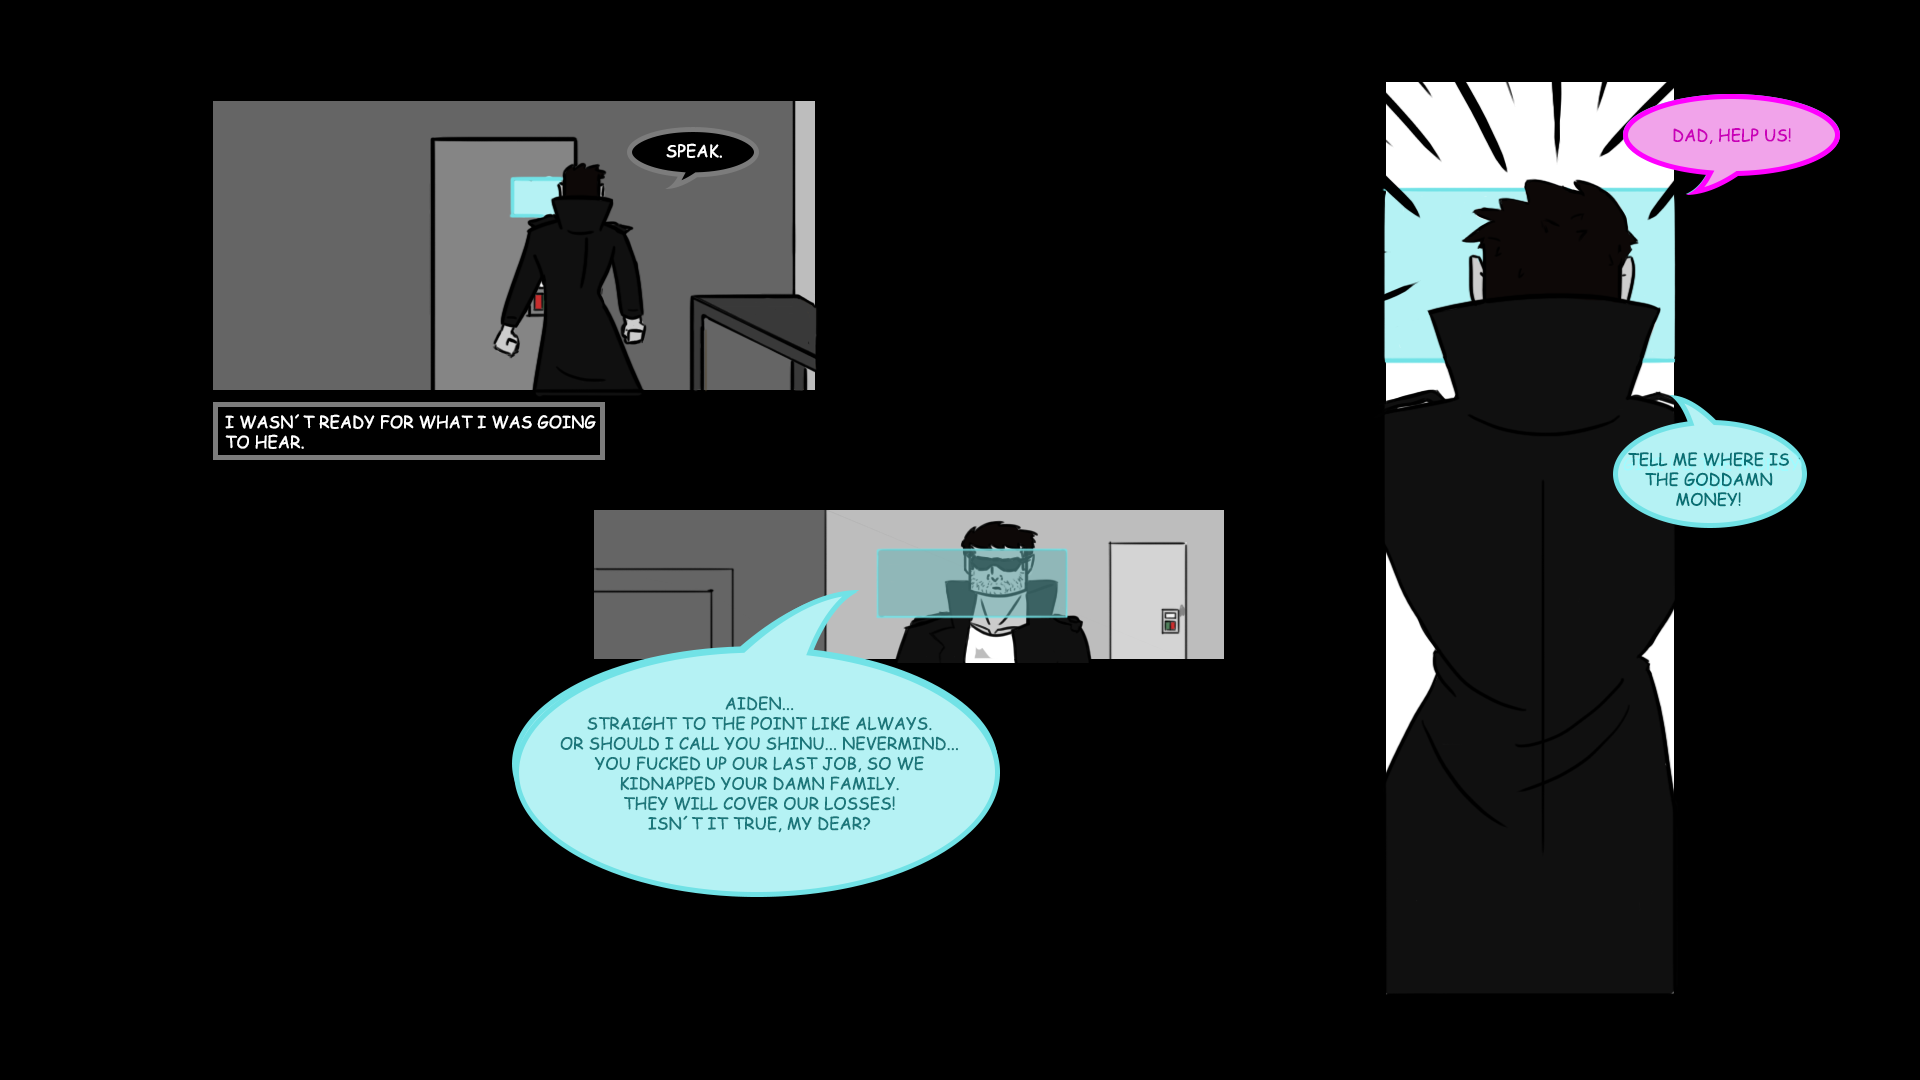 SPEAK.
I WASN´T READY FOR WHAT I WAS GOING
TO HEAR.
AIDEN...
STRAIGHT TO THE POINT LIKE ALWAYS.
OR SHOULD I CALL YOU SHINU... NEVERMIND...
YOU FUCKED UP OUR LAST JOB, SO WE
KIDNAPPED YOUR DAMN FAMILY.
THEY WILL COVER OUR LOSSES!
ISN´T IT TRUE, MY DEAR?
DAD, HELP US!
TELL ME WHERE IS
THE GODDAMN
MONEY!